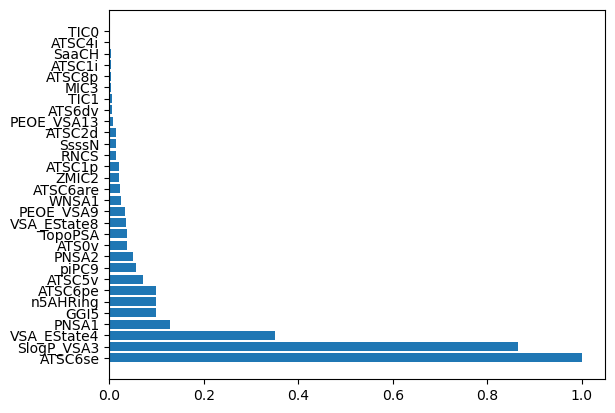 TIC0
ATSC4i
SaaCH
ATSC1i
ATSC8p
MIC3
TIC1
ATS6dv
PEOE_VSA13
ATSC2d
SsssN
RNCS
ATSC1p
ZMIC2
ATSC6are
WNSA1
PEOE_VSA9
VSA_EState8
TopoPSA
ATS0v
PNSA2
piPC9
ATSC5v
ATSC6pe
n5AHRing
GGI5
PNSA1
VSA_EState4
SlogP_VSA3
ATSC6se
0.0 0.2 0.4 0.6 0.8 1.0